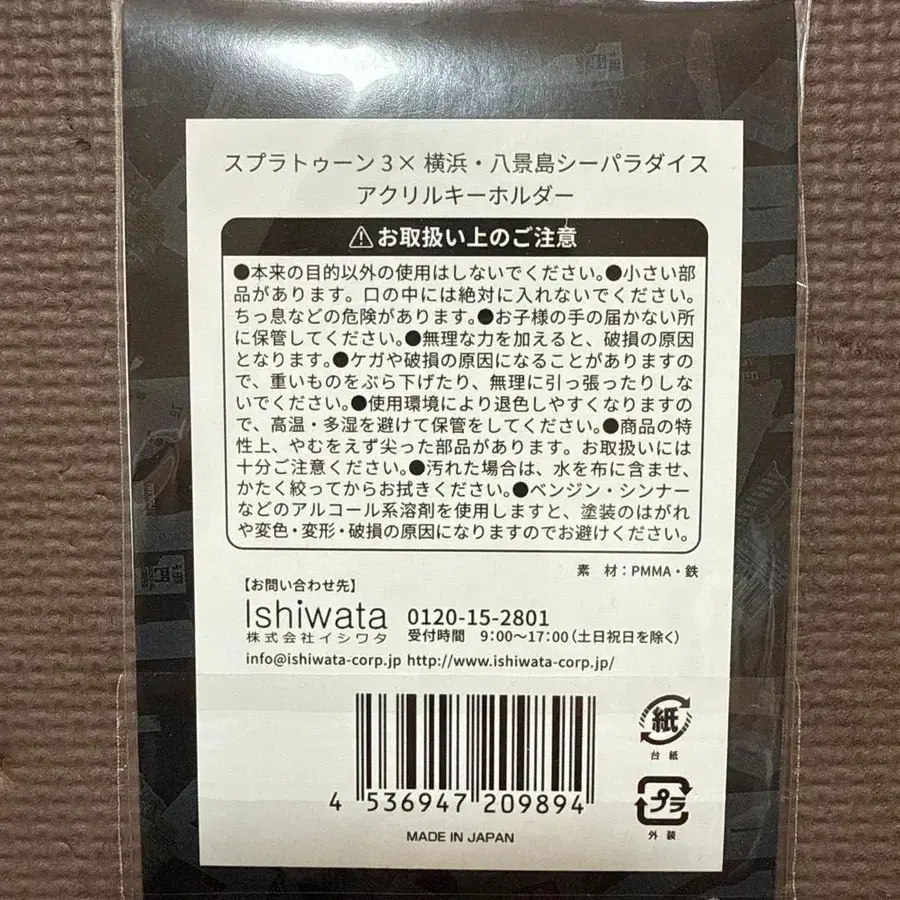 スプラトゥーン3×横浜・八景島シーパラダイス
アクリルキーホルダー
⚠お取扱い上のご注意
●本来の目的以外の使用はしないでください。●小さい部
品があります。口の中には絶対に入れないでください。
ちっ息などの危険があります。●お子様の手の届かない所
に保管してください。●無理な力を加えると、破損の原因
となります。●ケガや破損の原因になることがありますの
で、重いものをぶら下げたり、無理に引っ張ったりしな
いでください。●使用環境により退色しやすくなりますの
で、高温・多湿を避けて保管をしてください。●商品の特
性上、やむをえず尖った部品があります。お取扱いには
十分ご注意ください。●汚れた場合は、水を布に含ませ、
かたく絞ってからお拭きください。●ベンジン・シンナー
などのアルコール系溶剤を使用しますと、塗装のはがれ
や変色・変形・破損の原因になりますのでお避けください。
素 材：PMMA・鉄
【お問い合わせ先】
Ishiwata
株式会社イシワタ
0120-15-2801
受付時間 9:00～17:00（土日祝日を除く）
info@ishiwata-corp.jp http://www.ishiwata-corp.jp/
紙
台紙
4 536947 209894
プラ
外装
MADE IN JAPAN